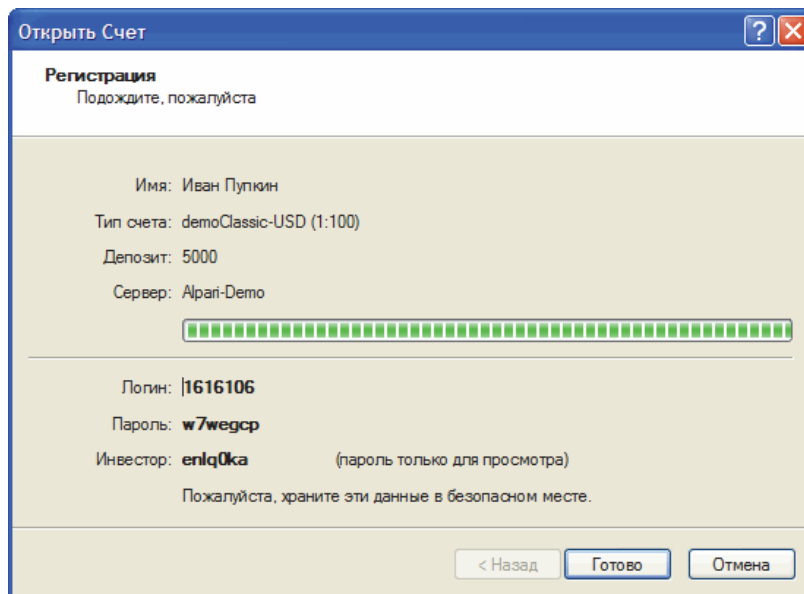 Открыть Счет
Регистрация
Подождите, пожалуйста
Имя: Иван Пупкин
Тип счета: demoClassic-USD (1:100)
Депозит: 5000
Сервер: Alpari-Demo
Логин: 1616106
Пароль: w7wegcp
Инвестор: enlq0ka (пароль только для просмотра)
Пожалуйста, храните эти данные в безопасном месте.
< Назад Готово Отмена